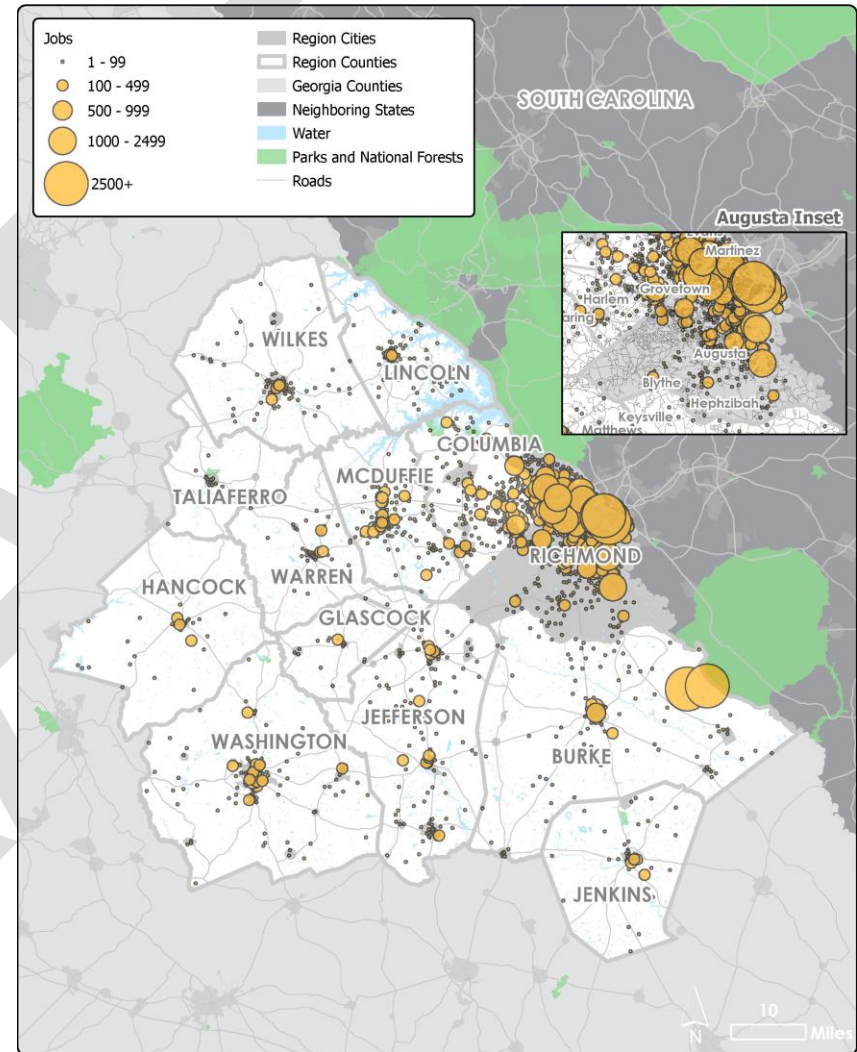 Jobs
1 - 99
100 - 499
500 - 999
1000 - 2499
2500+
Region Cities
Region Counties
Georgia Counties
Neighboring States
Water
Parks and National Forests
Roads
SOUTH CAROLINA
Augusta Inset
Evans
Martinez
Grovetown
Harlem
aring
Augusta
Blythe
Hephzibah
Keysville
Matthews
WILKES
LINCOLN
COLUMBIA
MCDUFFIE
TALIAFERRO
RICHMOND
WARREN
HANCOCK
GLASCOCK
JEFFERSON
WASHINGTON
BURKE
JENKINS
N
10
Miles